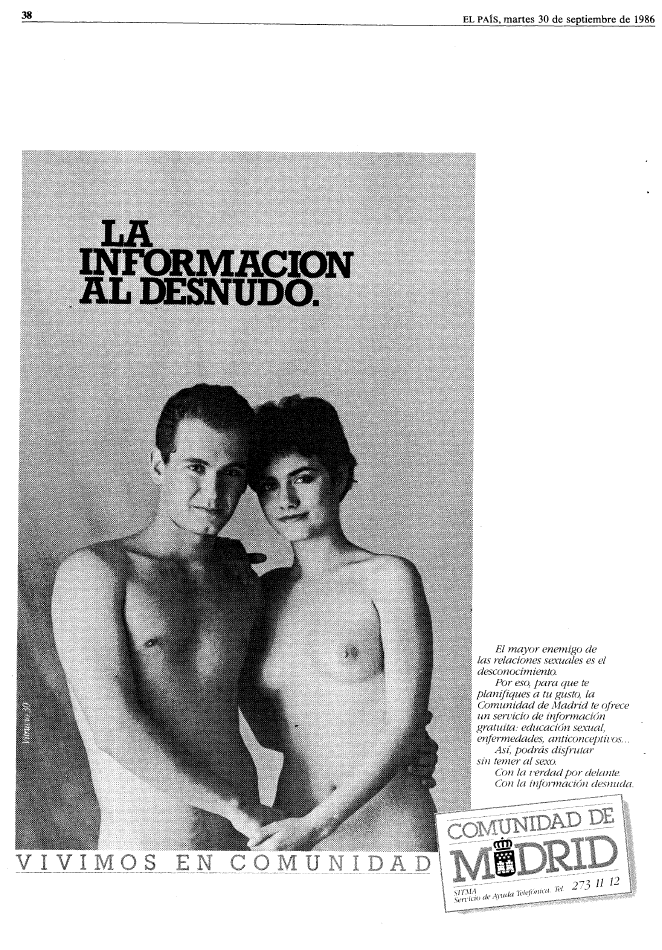 38
EL PAÍS, martes 30 de septiembre de 1986
LA
INFORMACION
AL DESNUDO.
El mayor enemigo de
las relaciones sexuales es el
desconocimiento.
Por eso, para que te
planifiques a tu gusto, la
Comunidad de Madrid te ofrece
un servicio de información
gratuita: educación sexual,
enfermedades, anticonceptivos...
Así, podrás disfrutar
sin temer al sexo.
Con la verdad por delante.
Con la información desnuda.
VIVIMOS EN COMUNIDAD
COMUNIDAD DE
MADRID
SITMA
Servicio de Ayuda Telefónica. Tel. 273 11 12